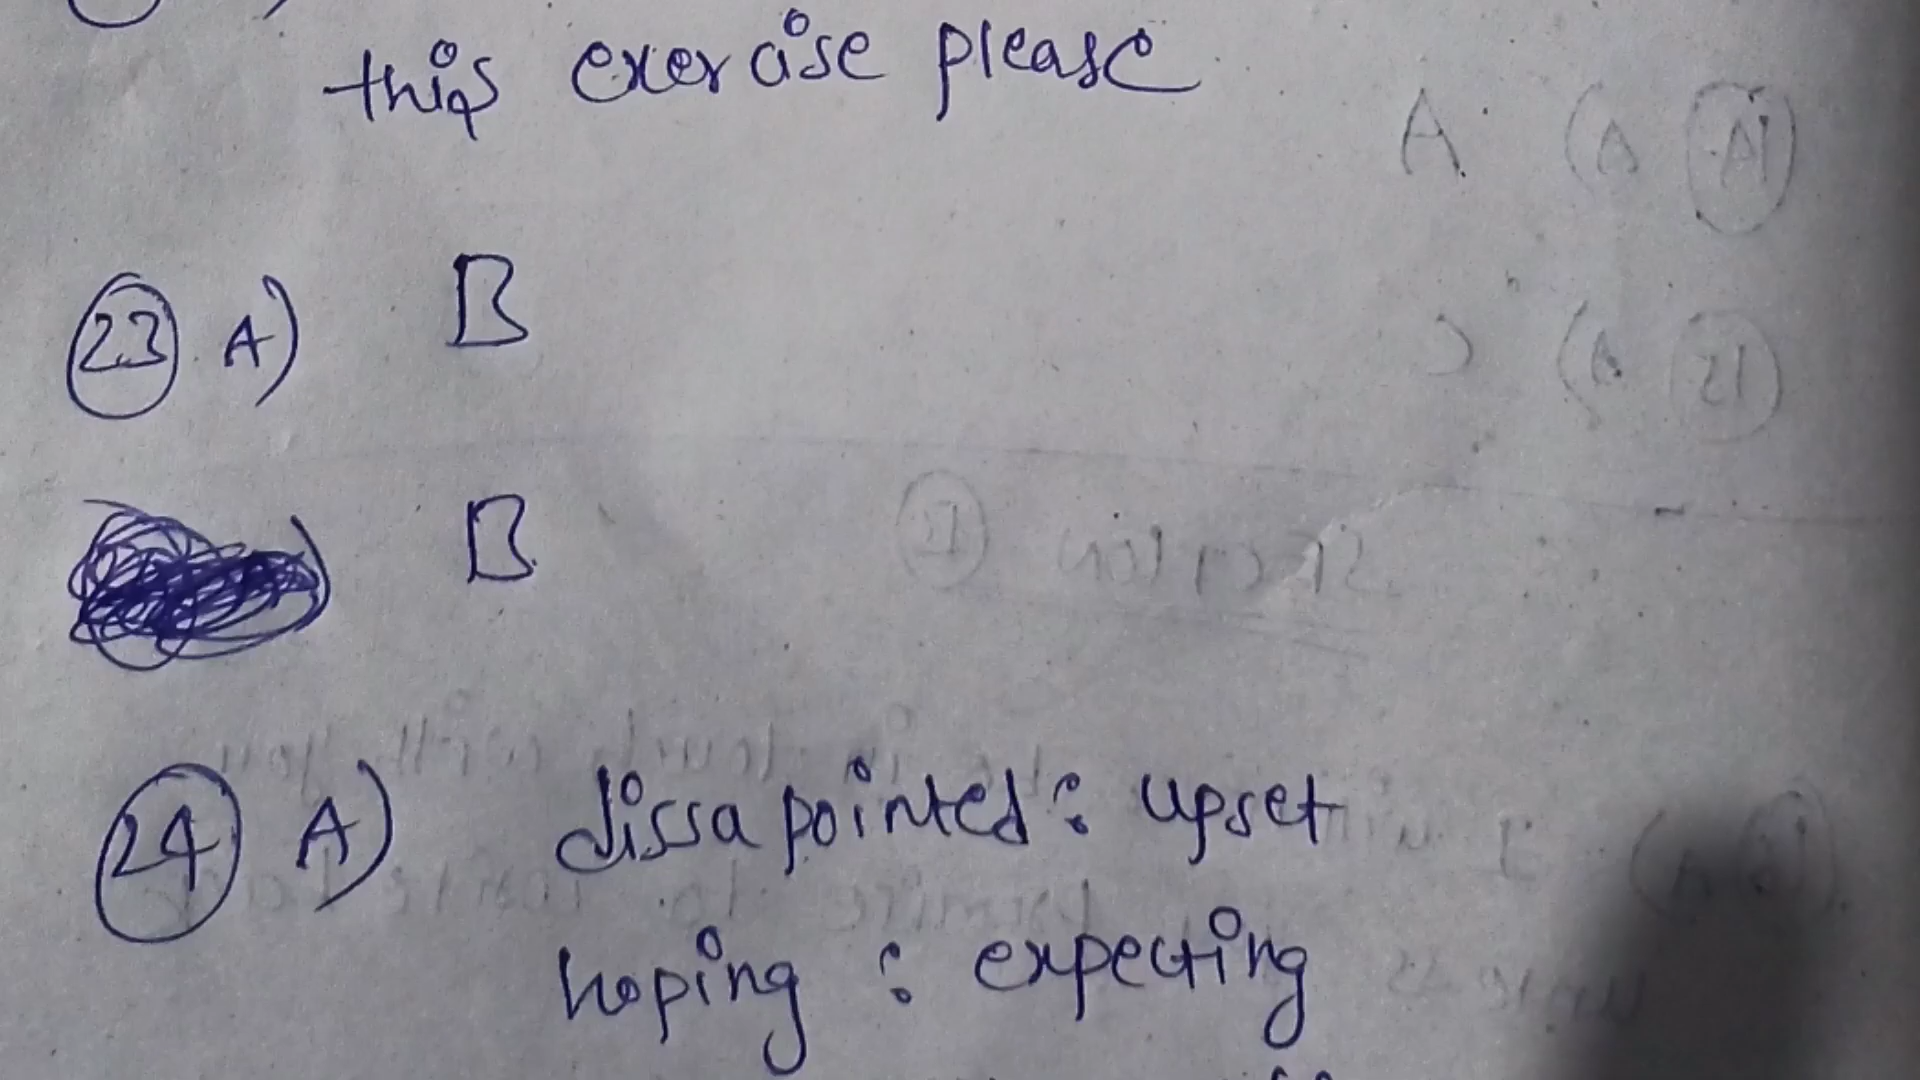 this exercise please
23 A) B
B
24 A) dissapointed : upset
hoping : expecting